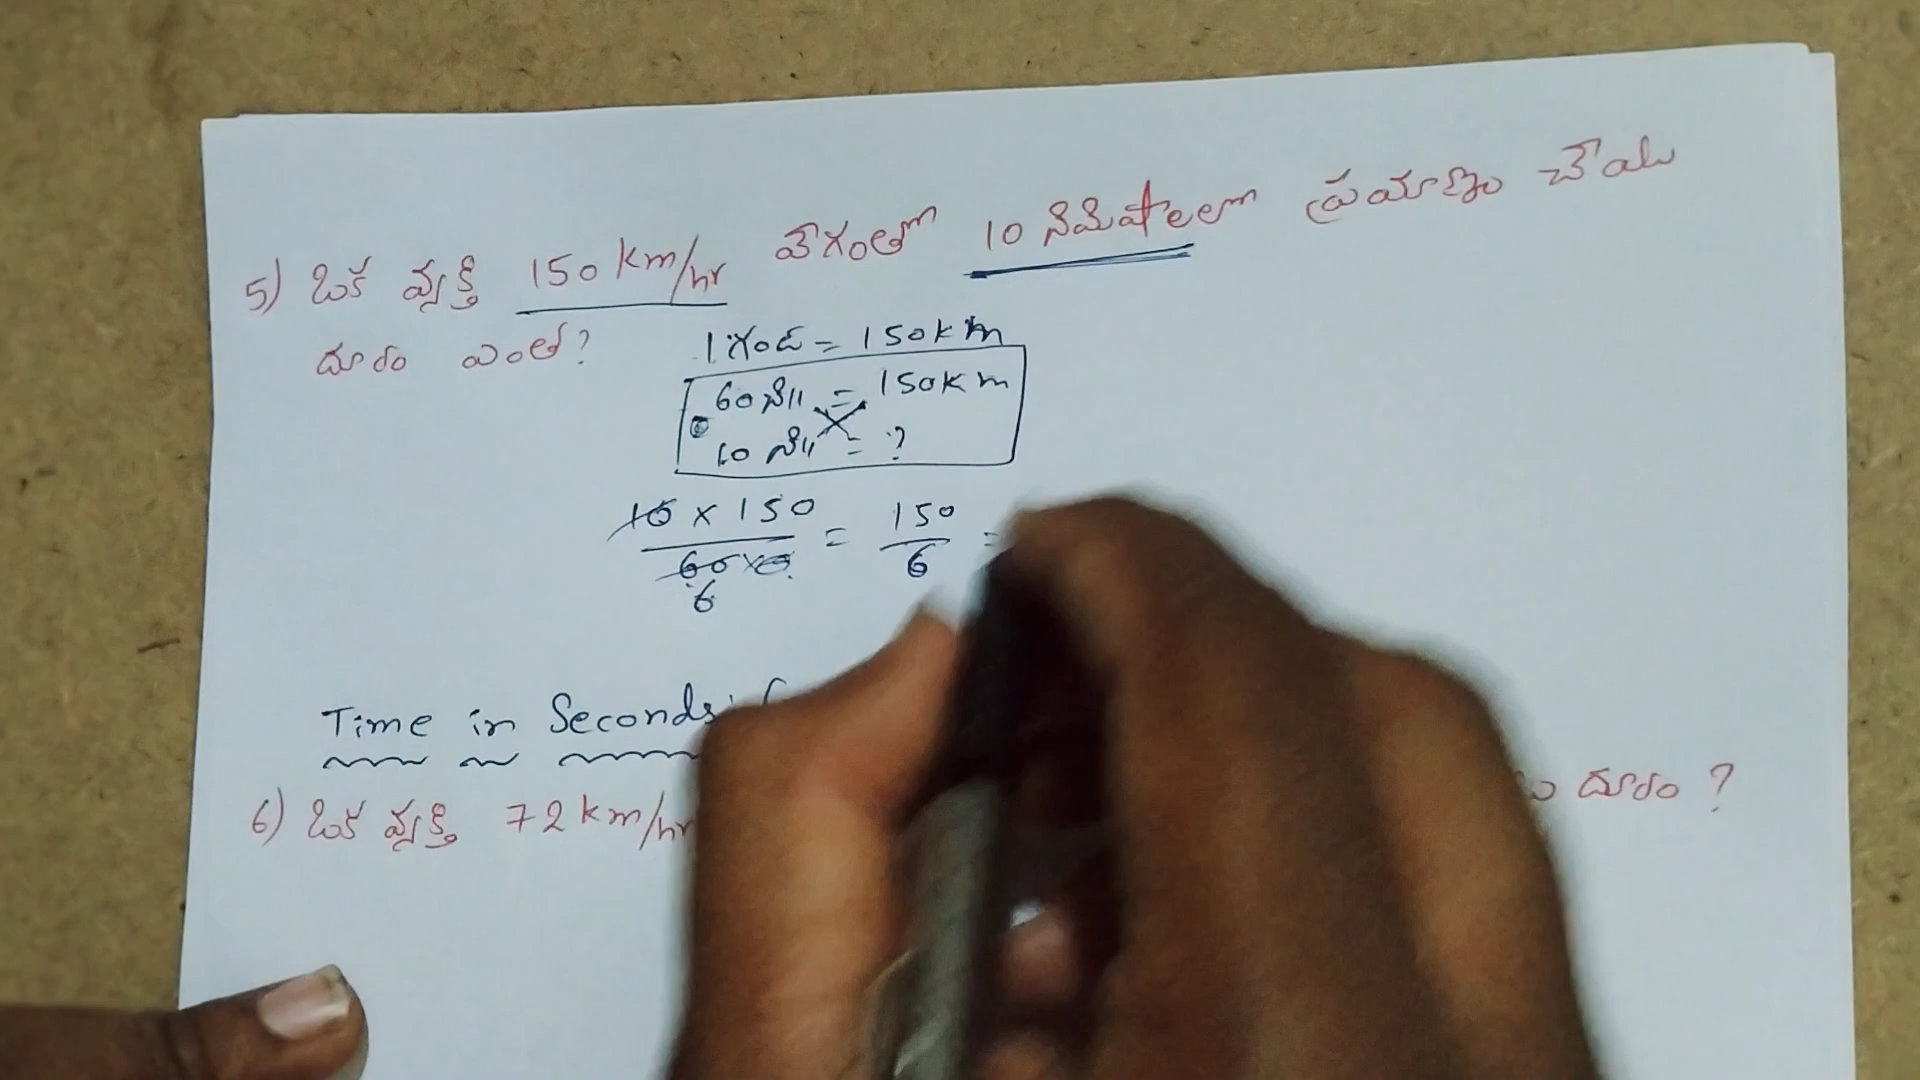 5) ఒక వ్యక్తి 150 km/hr వేగంతో 10 నిమిషాలలో ప్రయాణం చేయు
దూరం ఎంత?
1 గంట = 150 km
60 ని॥ = 150 km
10 ని॥ = ?
10 × 150 / 60 = 150 / 6 =
6
Time in Seconds:
6) ఒక వ్యక్తి 72 km/hr దూరం ?